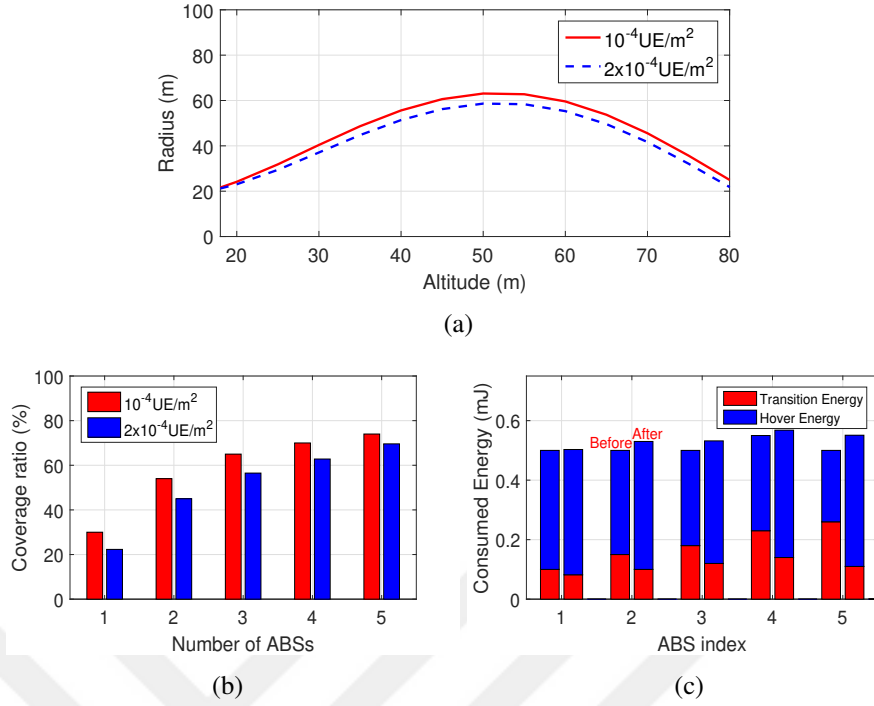 100
80
60
40
20
0
Radius (m)
10⁻⁴UE/m²
2x10⁻⁴UE/m²
20 30 40 50 60 70 80
Altitude (m)
(a)
100
80
60
40
20
0
Coverage ratio (%)
10⁻⁴UE/m²
2x10⁻⁴UE/m²
1 2 3 4 5
Number of ABSs
(b)
0.6
0.4
0.2
0
Consumed Energy (mJ)
Transition Energy
Hover Energy
Before After
1 2 3 4 5
ABS index
(c)